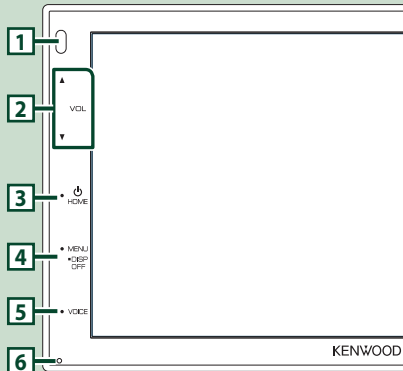 1
2
VOL
3
HOME
4
MENU
•DISP
OFF
5
VOICE
6
KENWOOD